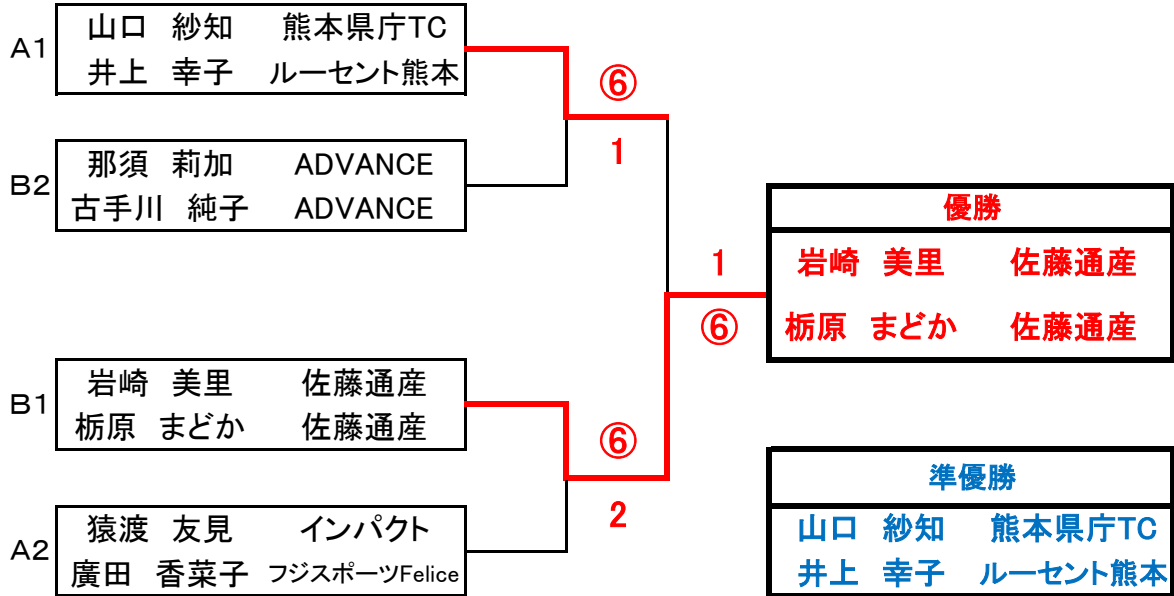 A1
山口　紗知　熊本県庁TC
井上　幸子　ルーセント熊本
⑥
1
B2
那須　莉加　ADVANCE
古手川　純子　ADVANCE
優勝
岩崎　美里　佐藤通産
栃原　まどか　佐藤通産
1
⑥
B1
岩崎　美里　佐藤通産
栃原　まどか　佐藤通産
⑥
2
A2
猿渡　友見　インパクト
廣田　香菜子　フジスポーツFelice
準優勝
山口　紗知　熊本県庁TC
井上　幸子　ルーセント熊本